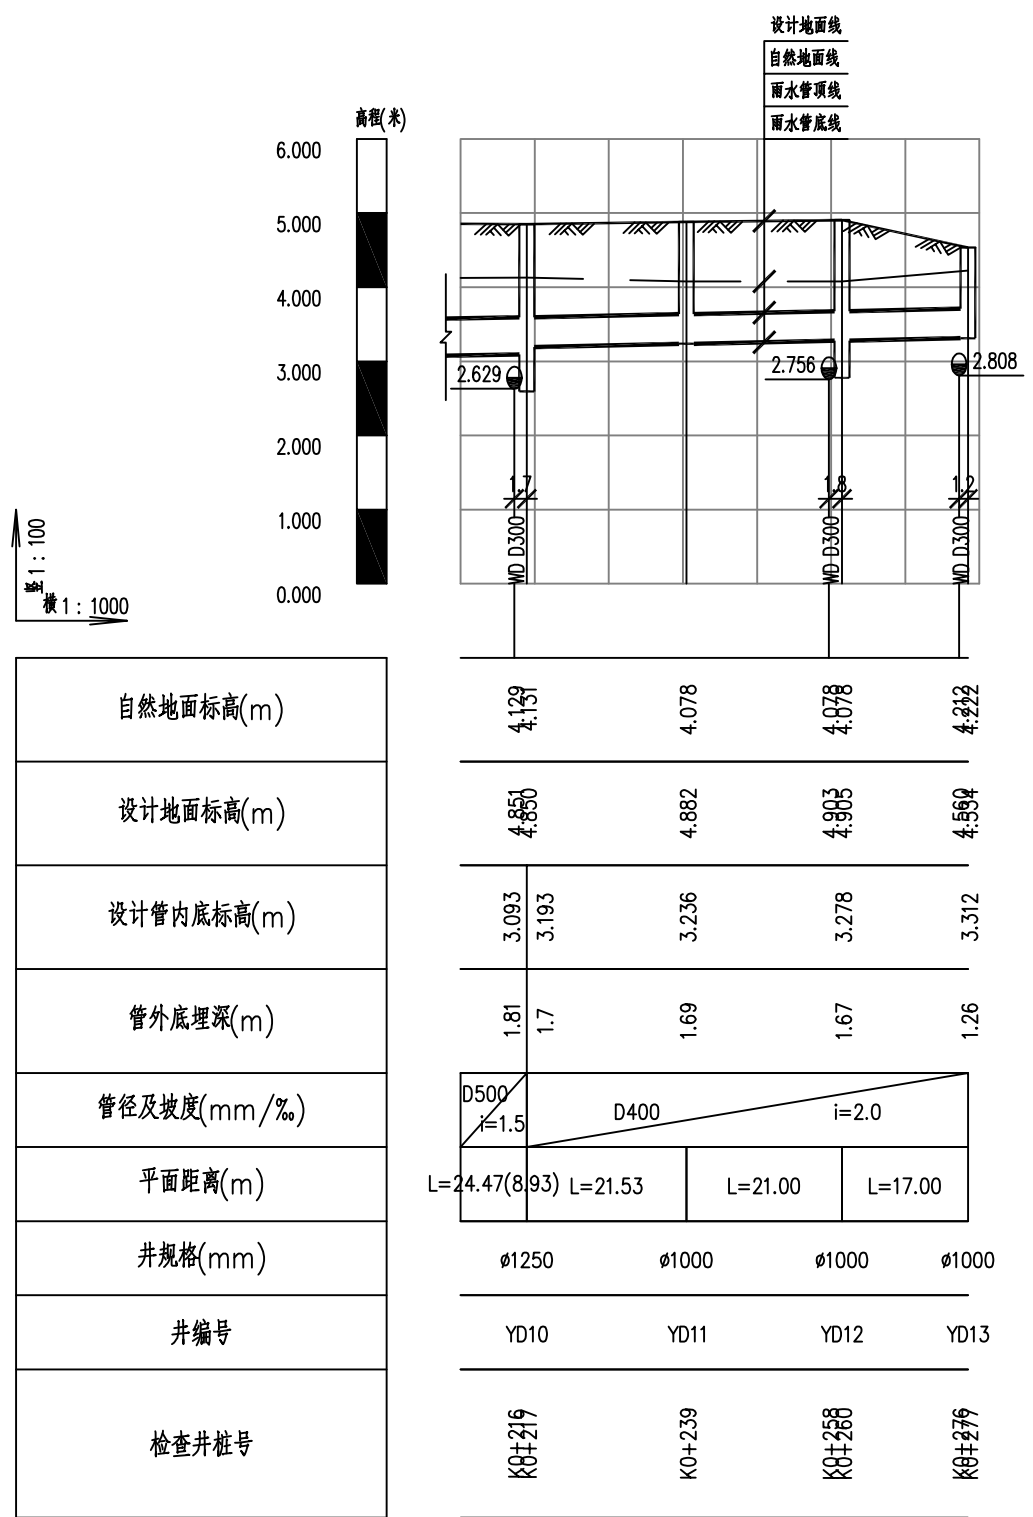 设计地面线
自然地面线
雨水管顶线
雨水管底线
高程(米)
6.000
5.000
4.000
3.000
2.000
1.000
0.000
2.629
2.756
2.808
1.7
1.8
1.2
WD D300
WD D300
WD D300
竖 1 : 100
横 1 : 1000
自然地面标高(m)
4.129
4.131
4.078
4.078
4.078
4.212
4.222
设计地面标高(m)
4.851
4.850
4.882
4.903
4.905
4.560
4.534
设计管内底标高(m)
3.093
3.193
3.236
3.278
3.312
管外底埋深(m)
1.81
1.7
1.69
1.67
1.26
管径及坡度(mm/‰)
D500
i=1.5
D400
i=2.0
平面距离(m)
L=24.47(8.93)
L=21.53
L=21.00
L=17.00
井规格(mm)
ø1250
ø1000
ø1000
ø1000
井编号
YD10
YD11
YD12
YD13
检查井桩号
K0+216
K0+217
K0+239
K0+258
K0+260
K0+276
K0+277